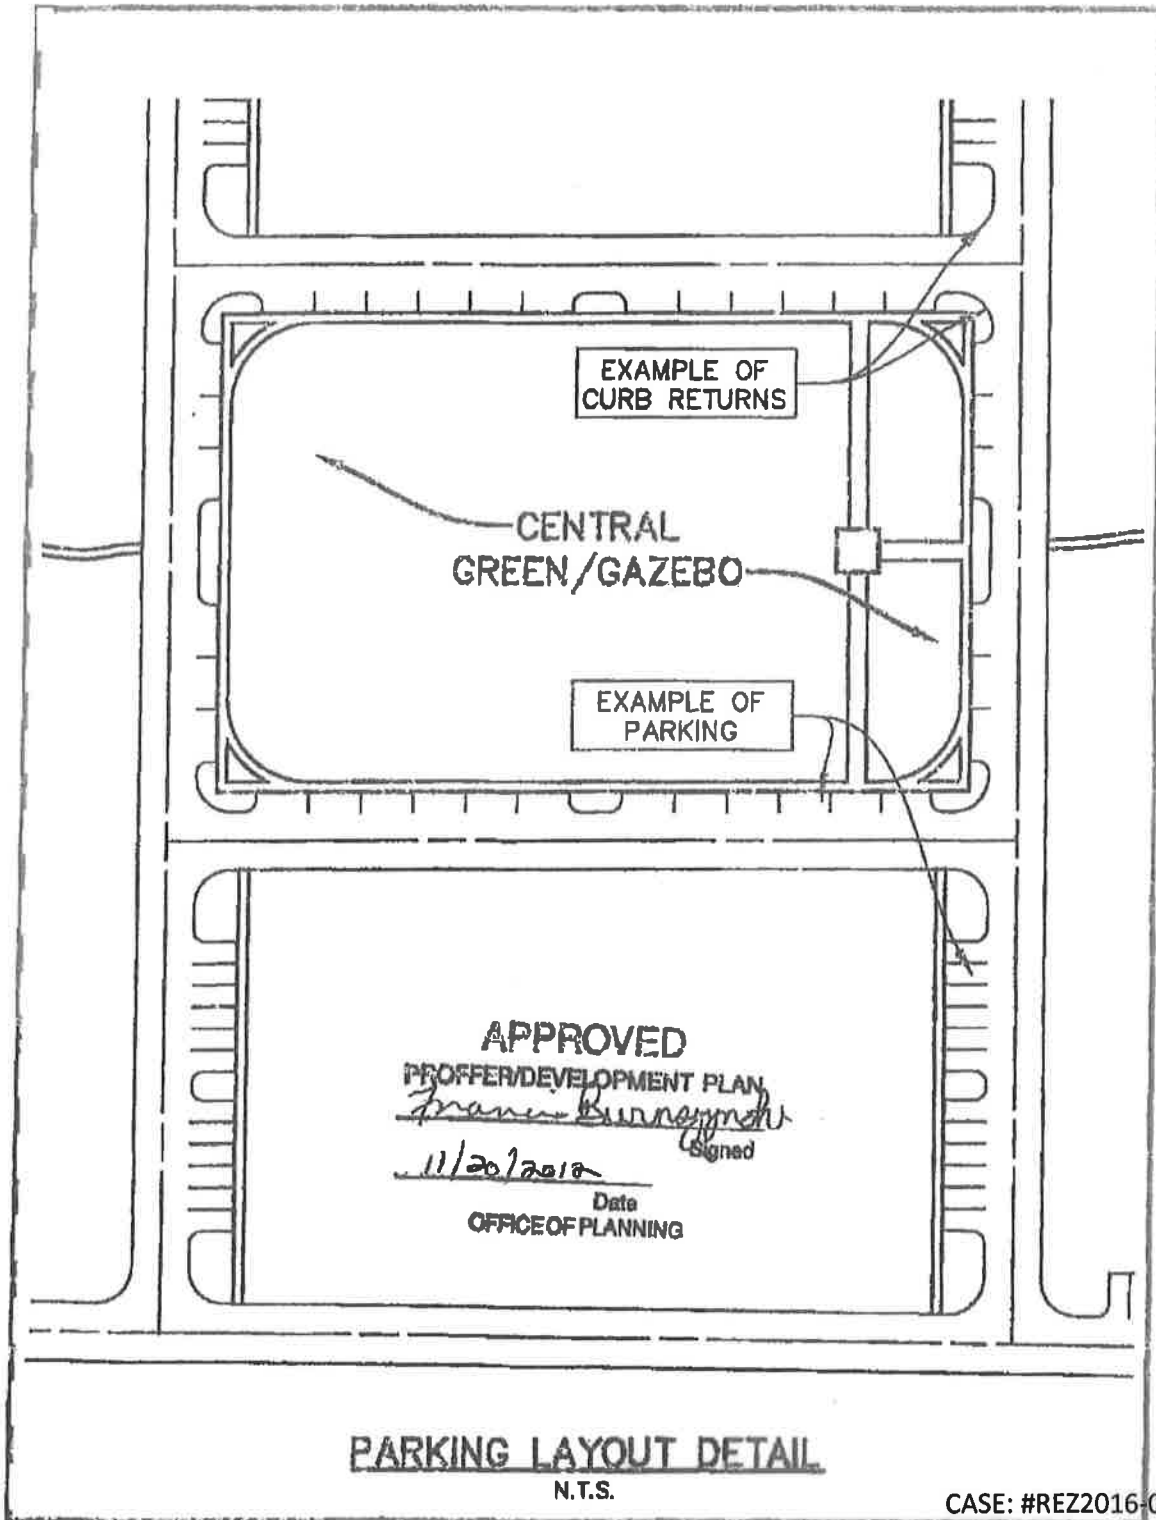 EXAMPLE OF
CURB RETURNS
CENTRAL
GREEN/GAZEBO
EXAMPLE OF
PARKING
APPROVED
PROFFER/DEVELOPMENT PLAN
Signed
11/20/2012
Date
OFFICE OF PLANNING
PARKING LAYOUT DETAIL
N.T.S.
CASE: #REZ2016-0